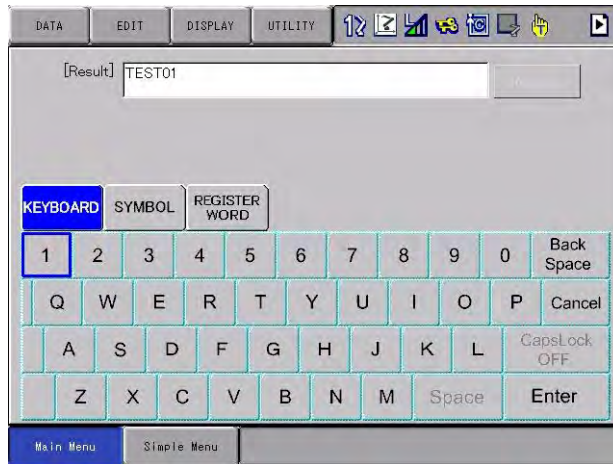 DATA EDIT DISPLAY UTILITY
[Result] TEST01
KEYBOARD SYMBOL REGISTER WORD
1 2 3 4 5 6 7 8 9 0 Back Space
Q W E R T Y U I O P Cancel
A S D F G H J K L CapsLock OFF
Z X C V B N M Space Enter
Main Menu Simple Menu